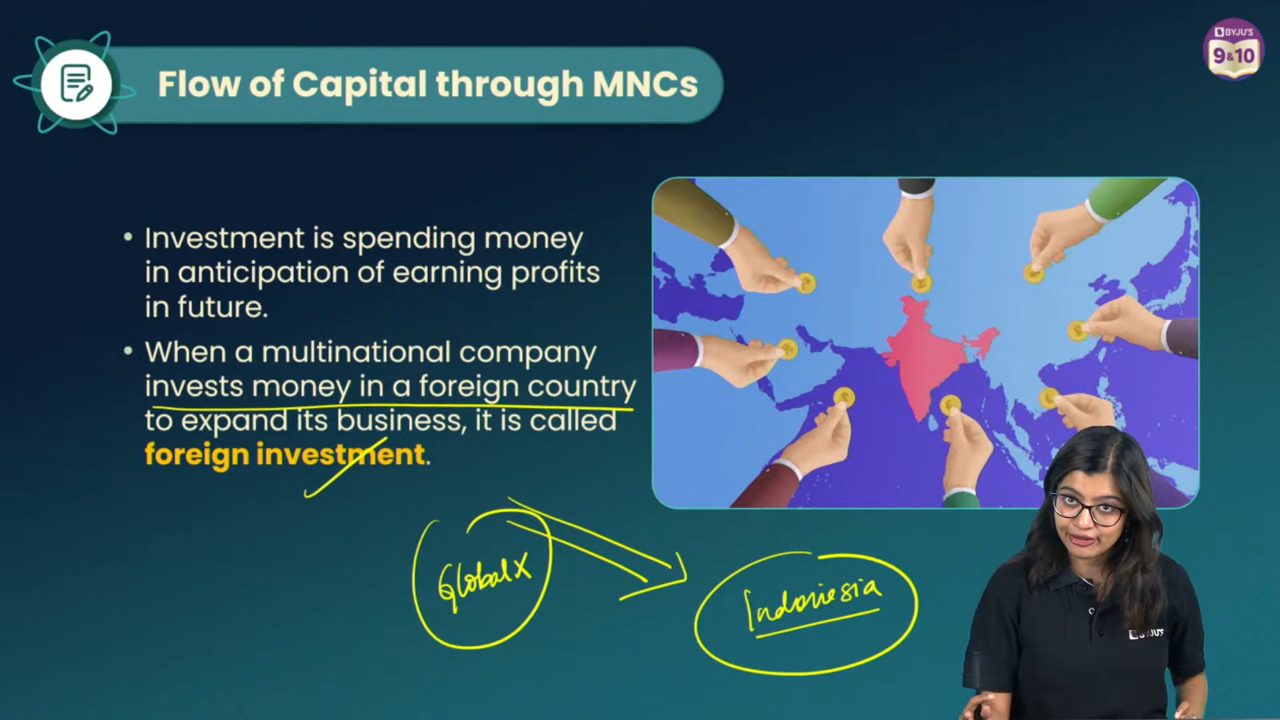 Flow of Capital through MNCs
BYJU'S
9&10
• Investment is spending money
in anticipation of earning profits
in future.
• When a multinational company
invests money in a foreign country
to expand its business, it is called
foreign investment.
GlobalX
Indonesia
BYJU'S